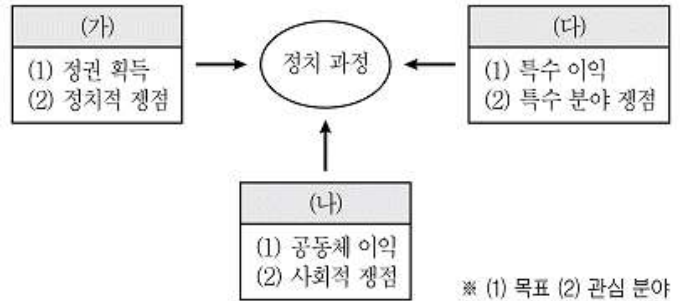 (가)
(1) 정권 획득
(2) 정치적 쟁점
정치 과정
(다)
(1) 특수 이익
(2) 특수 분야 쟁점
(나)
(1) 공동체 이익
(2) 사회적 쟁점
※ (1) 목표 (2) 관심 분야